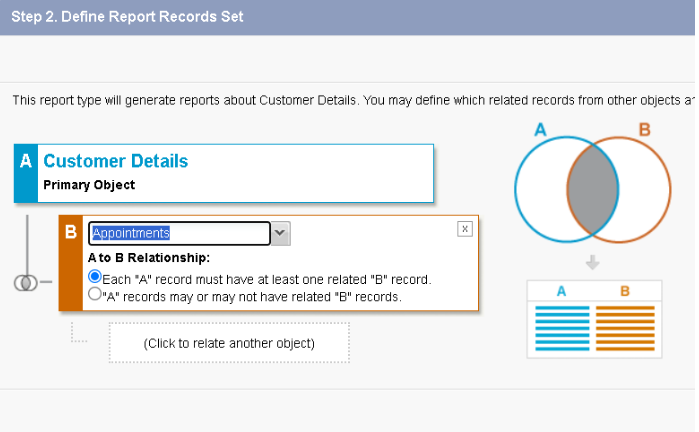 Step 2. Define Report Records Set
This report type will generate reports about Customer Details. You may define which related records from other objects
A
B
A Customer Details
Primary Object
B Appointments x
A to B Relationship:
Each "A" record must have at least one related "B" record.
"A" records may or may not have related "B" records.
A B
(Click to relate another object)